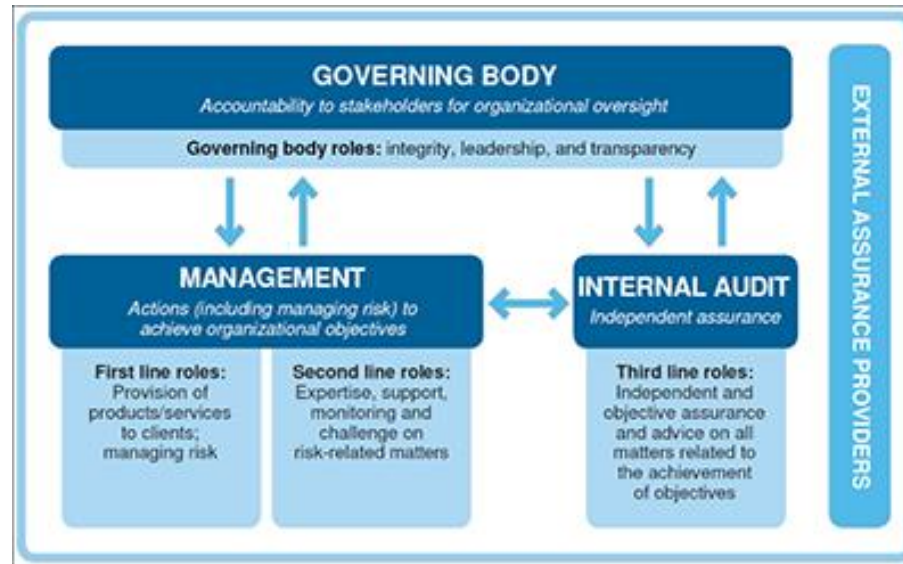 GOVERNING BODY
Accountability to stakeholders for organizational oversight
Governing body roles: integrity, leadership, and transparency
MANAGEMENT
Actions (including managing risk) to
achieve organizational objectives
First line roles:
Provision of
products/services
to clients;
managing risk
Second line roles:
Expertise, support,
monitoring and
challenge on
risk-related matters
INTERNAL AUDIT
Independent assurance
Third line roles:
Independent and
objective assurance
and advice on all
matters related to
the achievement
of objectives
EXTERNAL ASSURANCE PROVIDERS